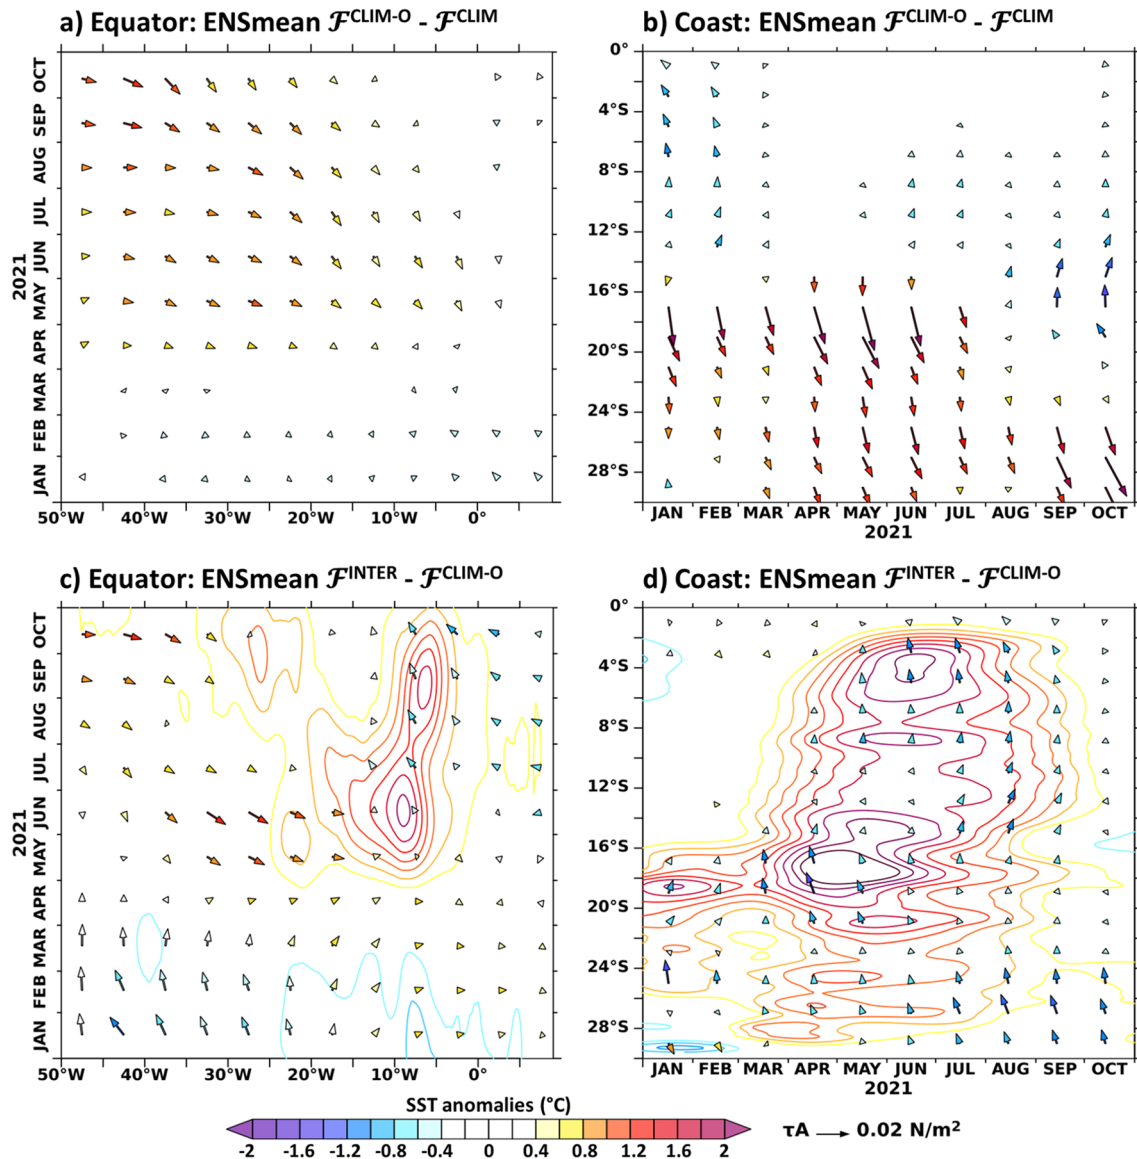 a) Equator: ENSmean ℱCLIM-O - ℱCLIM
b) Coast: ENSmean ℱCLIM-O - ℱCLIM
OCT
SEP
AUG
JUL
JUN
MAY
APR
MAR
FEB
JAN
2021
50°W 40°W 30°W 20°W 10°W 0°
0°
4°S
8°S
12°S
16°S
20°S
24°S
28°S
JAN FEB MAR APR MAY JUN JUL AUG SEP OCT
2021
c) Equator: ENSmean ℱINTER - ℱCLIM-O
d) Coast: ENSmean ℱINTER - ℱCLIM-O
OCT
SEP
AUG
JUL
JUN
MAY
APR
MAR
FEB
JAN
2021
50°W 40°W 30°W 20°W 10°W 0°
0°
4°S
8°S
12°S
16°S
20°S
24°S
28°S
JAN FEB MAR APR MAY JUN JUL AUG SEP OCT
2021
SST anomalies (°C)
-2 -1.6 -1.2 -0.8 -0.4 0 0.4 0.8 1.2 1.6 2
τA 0.02 N/m²